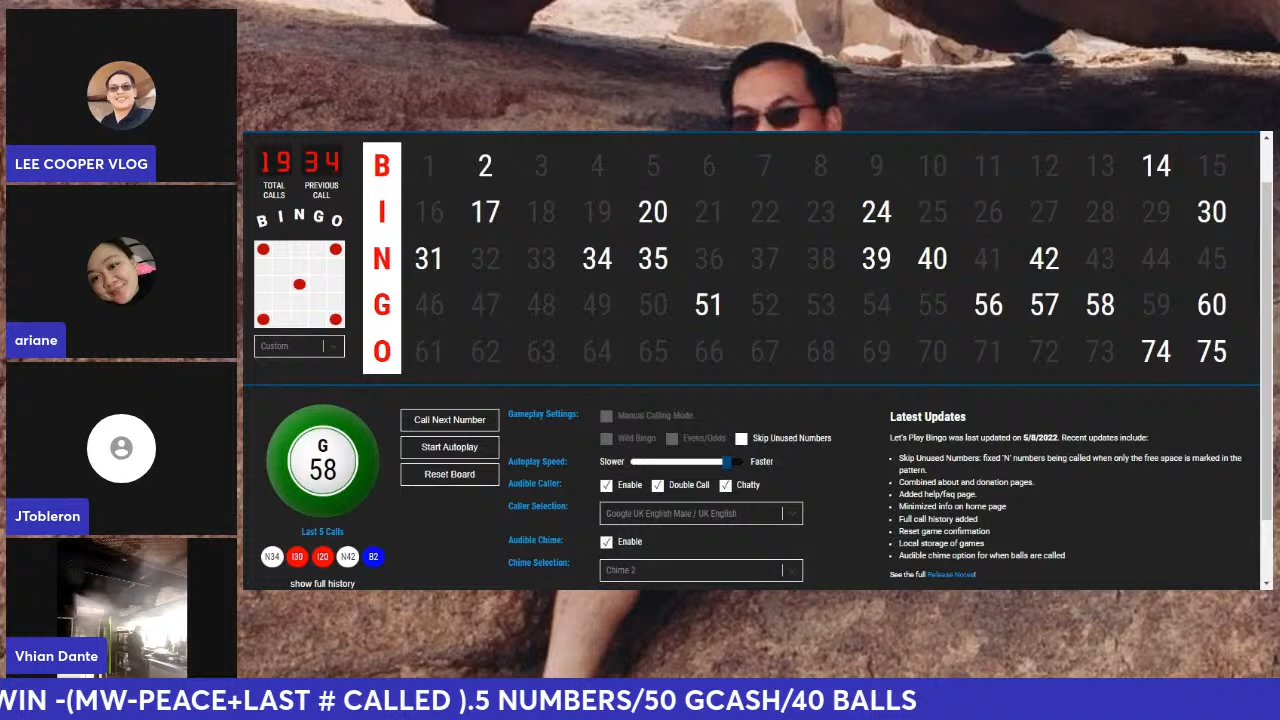 LEE COOPER VLOG
ariane
JTobleron
Vhian Dante
19 34
TOTAL CALLS
PREVIOUS CALL
BINGO
Custom
B 1 2 3 4 5 6 7 8 9 10 11 12 13 14 15
I 16 17 18 19 20 21 22 23 24 25 26 27 28 29 30
N 31 32 33 34 35 36 37 38 39 40 41 42 43 44 45
G 46 47 48 49 50 51 52 53 54 55 56 57 58 59 60
O 61 62 63 64 65 66 67 68 69 70 71 72 73 74 75
G
58
Last 5 Calls
N34 I30 I20 N42 B2
show full history
Call Next Number
Start Autoplay
Reset Board
Gameplay Settings:
Manual Calling Mode
Wild Bingo Evens/Odds Skip Unused Numbers
Autoplay Speed: Slower Faster
Audible Caller: Enable Double Call Chatty
Caller Selection: Google UK English Male / UK English
Audible Chime: Enable
Chime Selection: Chime 2
Latest Updates
Let's Play Bingo was last updated on 5/8/2022. Recent updates include:
Skip Unused Numbers: fixed 'N' numbers being called when only the free space is marked in the
pattern.
Combined about and donation pages.
Added help/faq page.
Minimized info on home page
Full call history added
Reset game confirmation
Local storage of games
Audible chime option for when balls are called
See the full Release Notes!
WIN -(MW-PEACE+LAST # CALLED ).5 NUMBERS/50 GCASH/40 BALLS